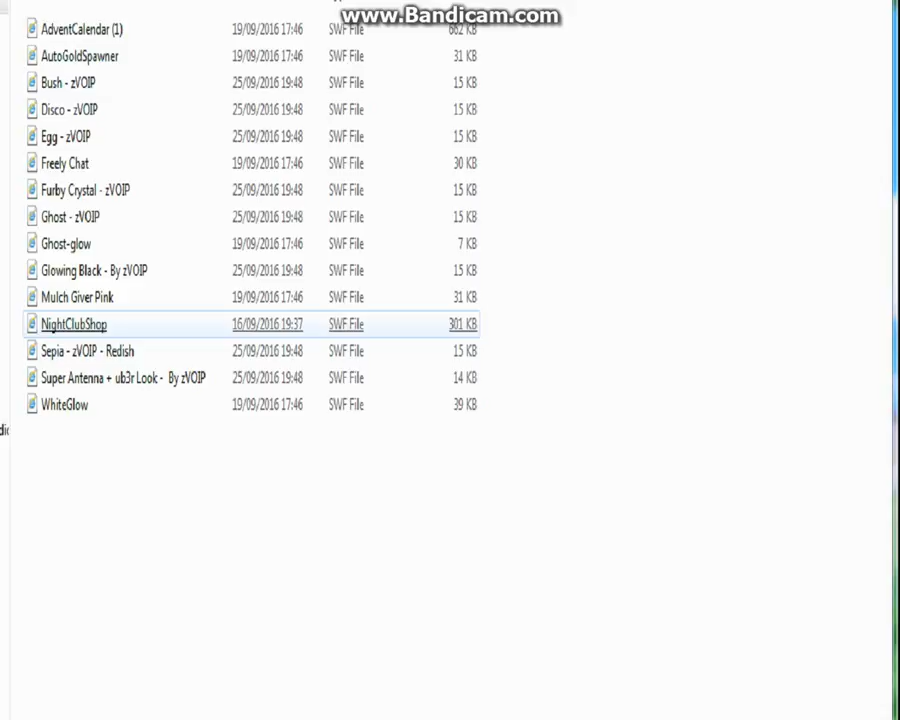 www.Bandicam.com
AdventCalendar (1) 19/09/2016 17:46 SWF File 662 KB
AutoGoldSpawner 19/09/2016 17:46 SWF File 31 KB
Bush - zVOIP 25/09/2016 19:48 SWF File 15 KB
Disco - zVOIP 25/09/2016 19:48 SWF File 15 KB
Egg - zVOIP 25/09/2016 19:48 SWF File 15 KB
Freely Chat 19/09/2016 17:46 SWF File 30 KB
Furby Crystal - zVOIP 25/09/2016 19:48 SWF File 15 KB
Ghost - zVOIP 25/09/2016 19:48 SWF File 15 KB
Ghost-glow 19/09/2016 17:46 SWF File 7 KB
Glowing Black - By zVOIP 25/09/2016 19:48 SWF File 15 KB
Mulch Giver Pink 19/09/2016 17:46 SWF File 31 KB
NightClubShop 16/09/2016 19:37 SWF File 301 KB
Sepia - zVOIP - Redish 25/09/2016 19:48 SWF File 15 KB
Super Antenna + ub3r Look - By zVOIP 25/09/2016 19:48 SWF File 14 KB
WhiteGlow 19/09/2016 17:46 SWF File 39 KB